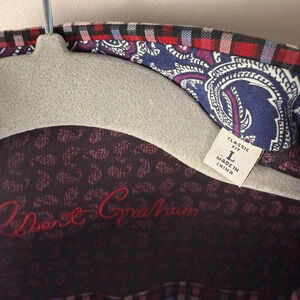 CLASSIC
FIT
L
MADE IN
CHINA
Robert Graham